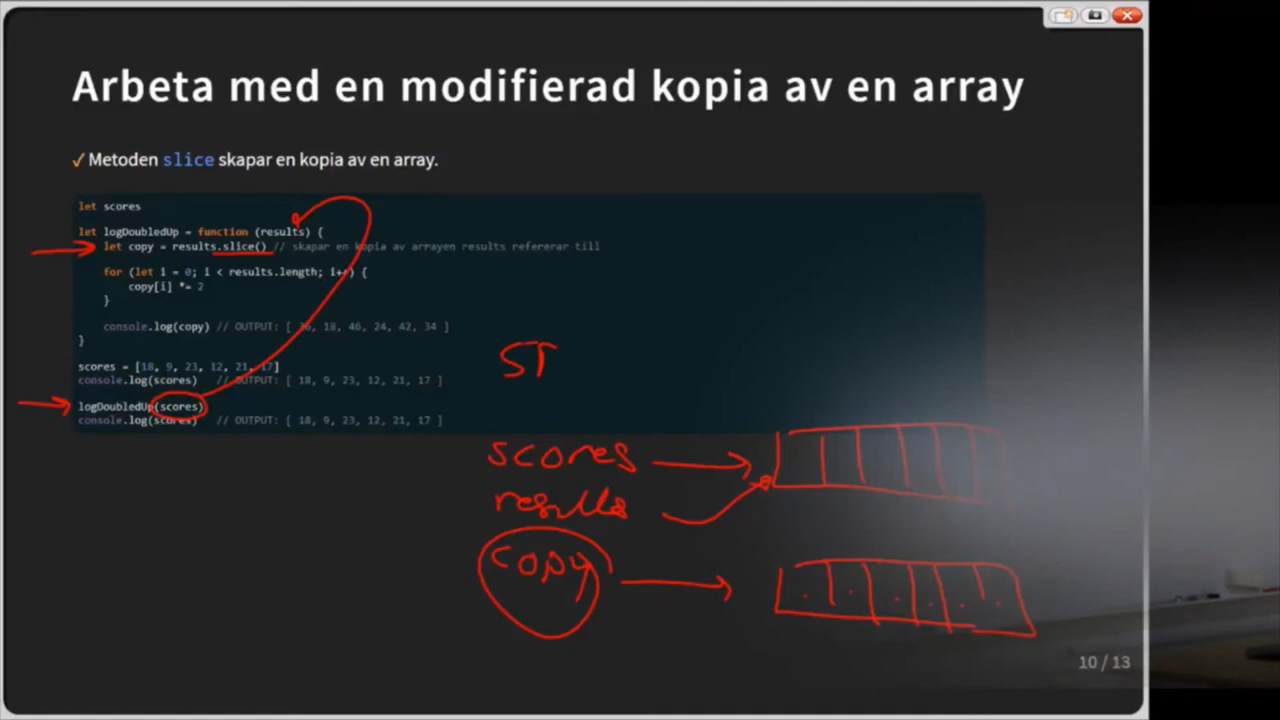 Arbeta med en modifierad kopia av en array
✓ Metoden slice skapar en kopia av en array.
let scores
let logDoubledUp = function (results) {
let copy = results.slice() // skapar en kopia av arrayen results refererar till
for (let i = 0; i < results.length; i++) {
copy[i] *= 2
}
console.log(copy) // OUTPUT: [ 36, 18, 46, 24, 42, 34 ]
}
scores = [18, 9, 23, 12, 21, 17]
console.log(scores) // OUTPUT: [ 18, 9, 23, 12, 21, 17 ]
logDoubledUp(scores)
console.log(scores) // OUTPUT: [ 18, 9, 23, 12, 21, 17 ]
scores
results
copy
10 / 13